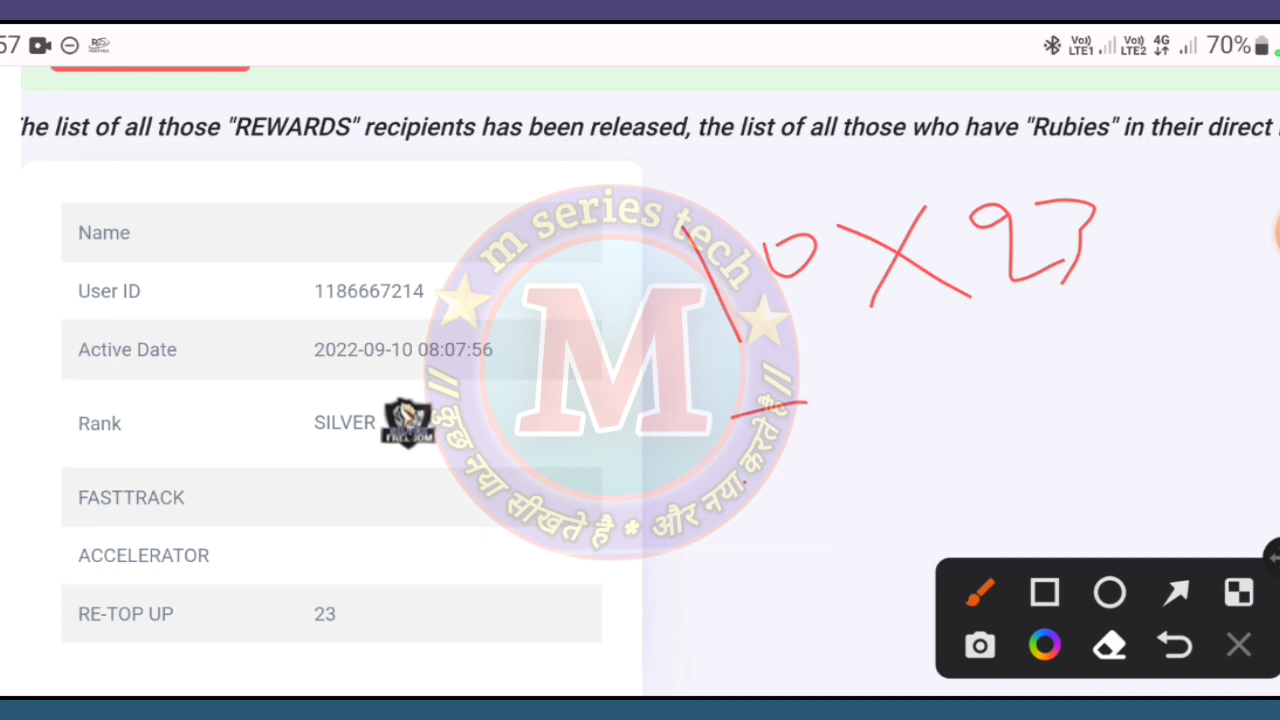 57 Vo)) LTE1 Vo)) LTE2 4G 70%
he list of all those "REWARDS" recipients has been released, the list of all those who have "Rubies" in their direct
Name
User ID 1186667214
Active Date 2022-09-10 08:07:56
Rank SILVER
FASTTRACK
ACCELERATOR
RE-TOP UP 23
m series tech
M
// कुछ नया सीखते है * और नया करते है //
10 X 23